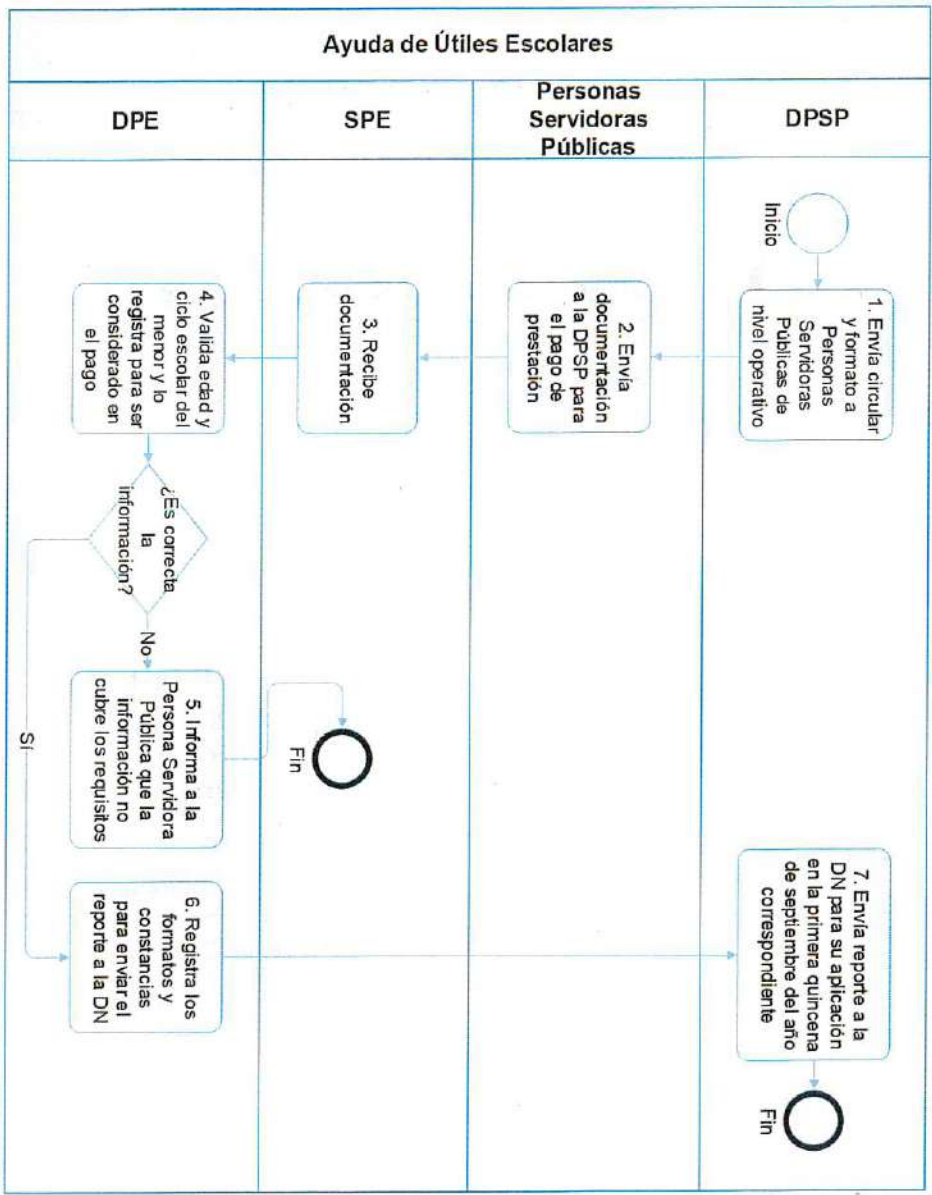 Ayuda de Útiles Escolares
DPE
SPE
Personas
Servidoras
Públicas
DPSP
Inicio
1. Envía circular
y formato a
Personas
Servidoras
Públicas de
nivel operativo
2. Envía
documentación
a la DPSP para
el pago de
prestación
3. Recibe
documentación
4. Valida edad y
ciclo escolar del
menor y lo
registra para ser
considerado en
el pago
¿Es correcta
la
información?
No
Sí
5. Informa a la
Persona Servidora
Pública que la
información no
cubre los requisitos
Fin
6. Registra los
formatos y
constancias
para enviar el
reporte a la DN
7. Envía reporte a la
DN para su aplicación
en la primera quincena
de septiembre del año
correspondiente
Fin